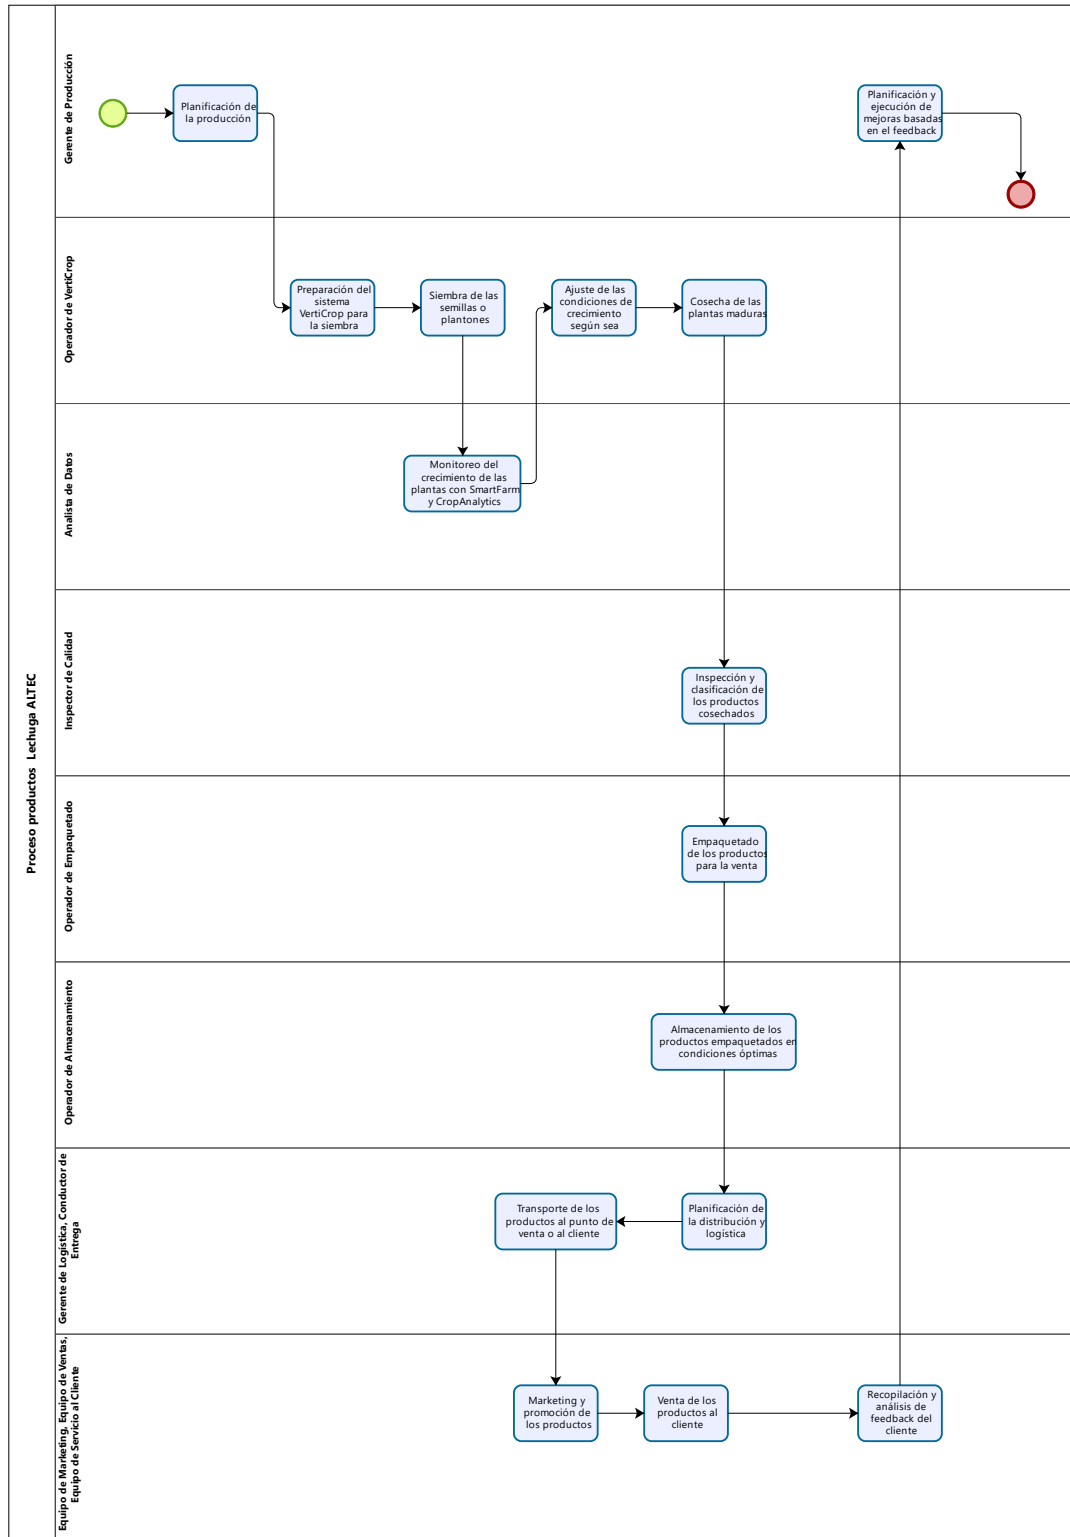 Proceso productos  Lechuga ALTEC
Gerente de Producción
Planificación de
la producción
Planificación y
ejecución de
mejoras basadas
en el feedback
Operador de VertiCrop
Preparación del
sistema
VertiCrop para
la siembra
Siembra de las
semillas o
plantones
Ajuste de las
condiciones de
crecimiento
según sea
Cosecha de las
plantas maduras
Analista de Datos
Monitoreo del
crecimiento de las
plantas con SmartFarm
y CropAnalytics
Inspector de Calidad
Inspección y
clasificación de
los productos
cosechados
Operador de Empaquetado
Empaquetado
de los productos
para la venta
Operador de Almacenamiento
Almacenamiento de los
productos empaquetados en
condiciones óptimas
Gerente de Logística, Conductor de
Entrega
Transporte de los
productos al punto de
venta o al cliente
Planificación de
la distribución y
logística
Equipo de Marketing, Equipo de Ventas,
Equipo de Servicio al Cliente
Marketing y
promoción de
los productos
Venta de los
productos al
cliente
Recopilación y
análisis de
feedback del
cliente